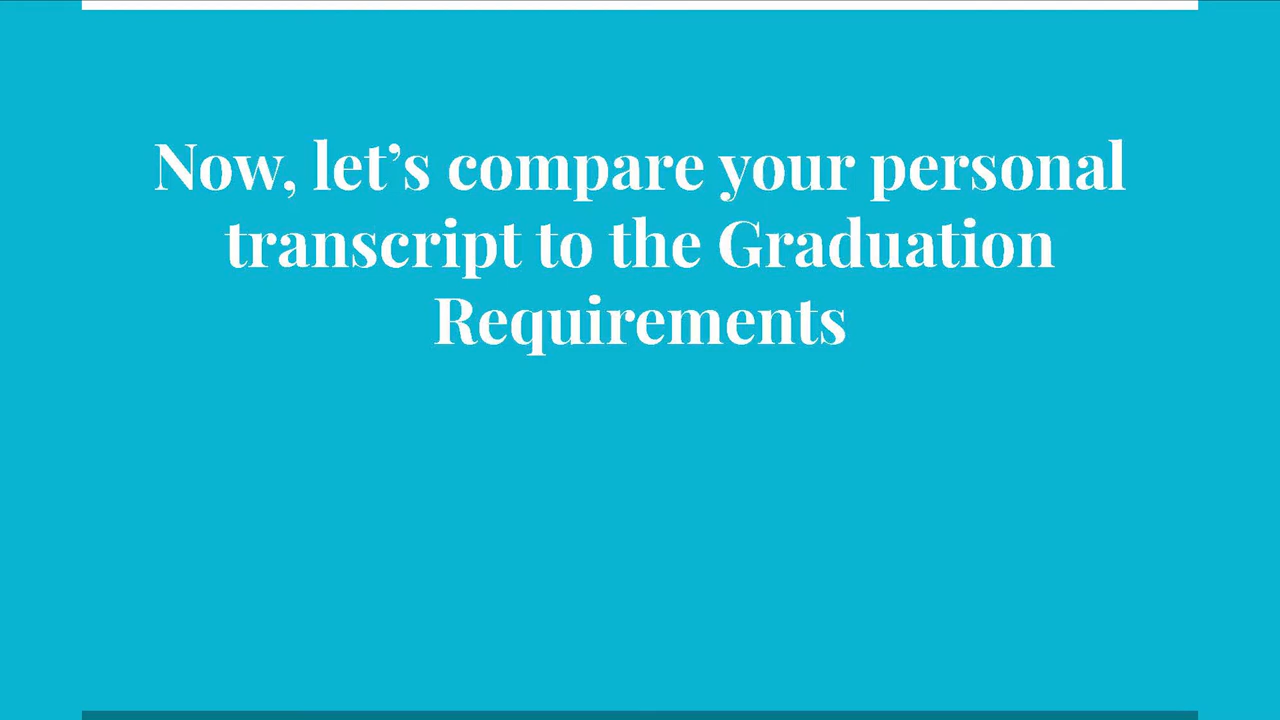 Now, let’s compare your personal
transcript to the Graduation
Requirements